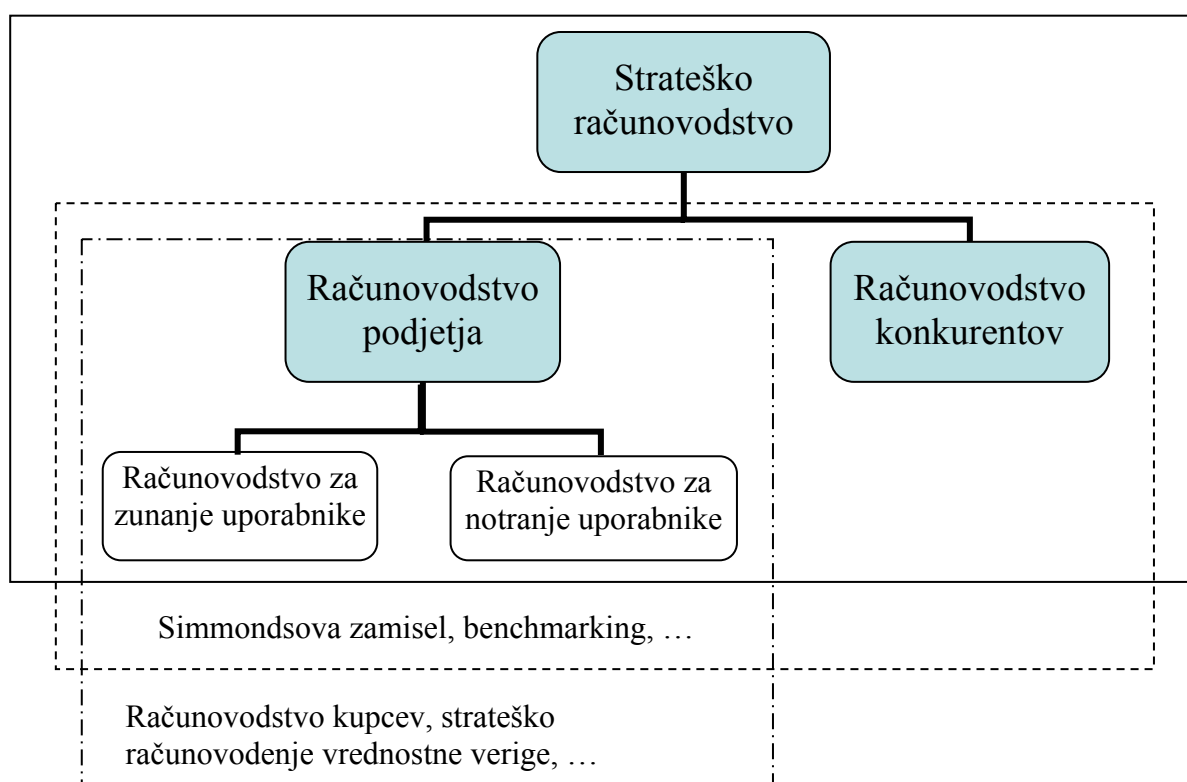 Strateško
računovodstvo
Računovodstvo
podjetja
Računovodstvo
konkurentov
Računovodstvo za
zunanje uporabnike
Računovodstvo za
notranje uporabnike
Simmondsova zamisel, benchmarking, …
Računovodstvo kupcev, strateško
računovodenje vrednostne verige, …